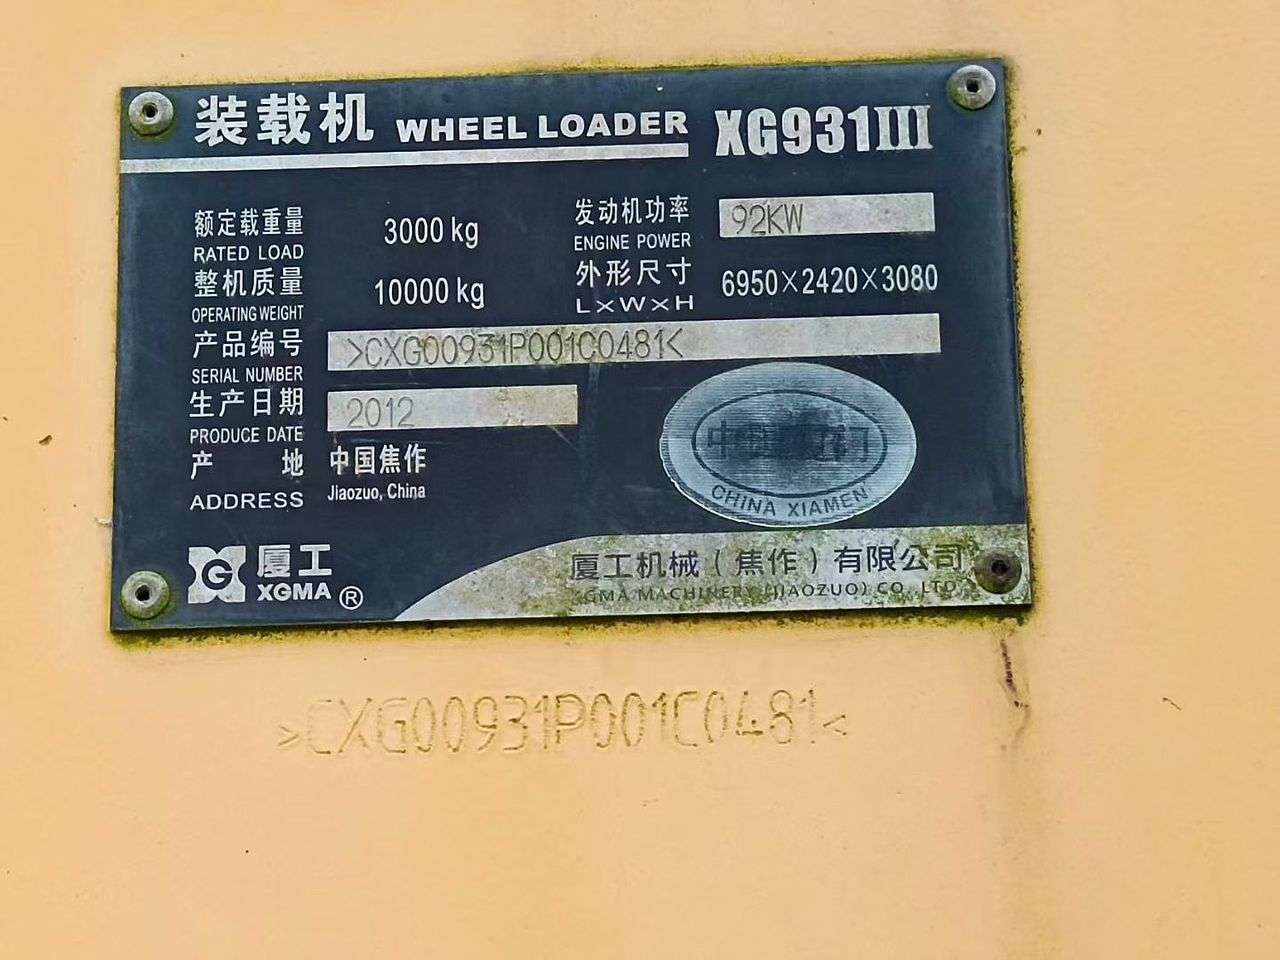 装载机 WHEEL LOADER XG931III
额定载重量 3000 kg 发动机功率 92KW
RATED LOAD ENGINE POWER
整机质量 10000 kg 外形尺寸 6950×2420×3080
OPERATING WEIGHT L×W×H
产品编号 >CXG00931P001C0481<
SERIAL NUMBER
生产日期 2012
PRODUCE DATE
产地 中国焦作
ADDRESS Jiaozuo, China
CHINA XIAMEN
厦工
XGMA ®
厦工机械（焦作）有限公司
GMA MACHINERY (JIAOZUO) CO., LTD.
>CXG00931P001C0481<